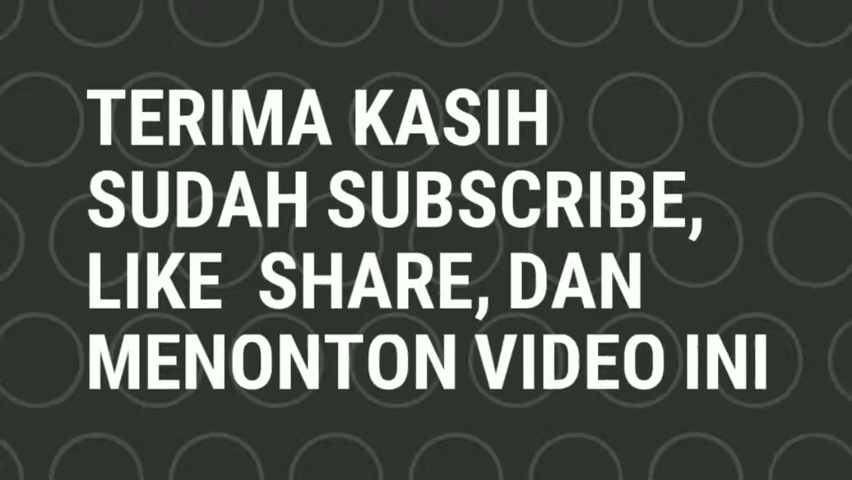 TERIMA KASIH
SUDAH SUBSCRIBE,
LIKE  SHARE, DAN
MENONTON VIDEO INI